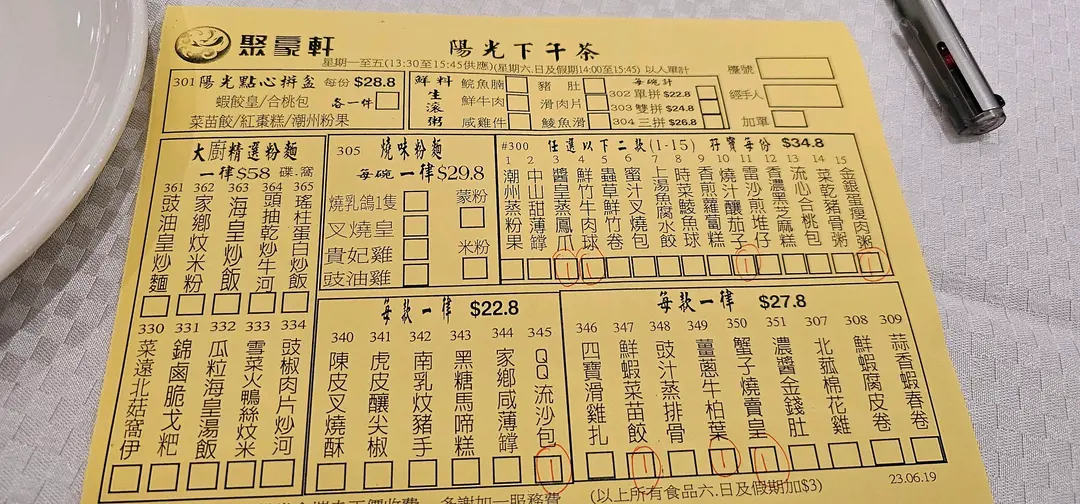 聚豪軒
陽光下午茶
星期一至五(13:30至15:45供應)(星期六.日及假期14:00至15:45) 以人單計
檯號
經手人
加單
301 陽光點心拼盆 每份 $28.8
蝦餃皇/合桃包 各一件
菜苗餃/紅棗糕/潮州粉果
鮮料生滾粥
鯇魚腩
鮮牛肉
咸雞件
豬肚
滑肉片
鯪魚滑
每碗計
302 單拼 $22.8
303 雙拼 $24.8
304 三拼 $26.8
大廚精選粉麵
一律$58 碟.窩
361 豉油皇炒麵
362 家鄉炆米粉
363 海皇炒飯
364 頭抽乾炒牛河
365 瑤柱蛋白炒飯
330 菜遠北菇窩伊
331 錦鹵脆戈粑
332 瓜粒海皇湯飯
333 雪菜火鴨絲炆米
334 豉椒肉片炒河
305 燒味粉麵
每碗一律$29.8
燒乳鴿1隻
叉燒皇
貴妃雞
豉油雞
蒙粉
米粉
#300 任選以下二款(1-15) 孖寶每份 $34.8
1 潮州蒸粉果
2 中山甜薄罉
3 醬皇蒸鳳爪
4 鮮竹牛肉球
5 蟲草鮮竹卷
6 蜜汁叉燒包
7 上湯魚腐水餃
8 時菜鯪魚球
9 香煎蘿蔔糕
10 燒汁釀茄子
11 雷沙煎堆仔
12 香濃黑芝麻糕
13 流心合桃包
14 菜乾豬骨粥
15 金銀蛋瘦肉粥
每款一律 $22.8
340 陳皮叉燒酥
341 虎皮釀尖椒
342 南乳炆豬手
343 黑糖馬啼糕
344 家鄉咸薄罉
345 QQ流沙包
每款一律 $27.8
346 四寶滑雞扎
347 鮮蝦菜苗餃
348 豉汁蒸排骨
349 薑蔥牛柏葉
350 蟹子燒賣皇
351 濃醬金錢肚
307 北菰棉花雞
308 鮮蝦腐皮卷
309 蒜香蝦春卷
23.06.19
多謝加一服務費
(以上所有食品六.日及假期加$3)